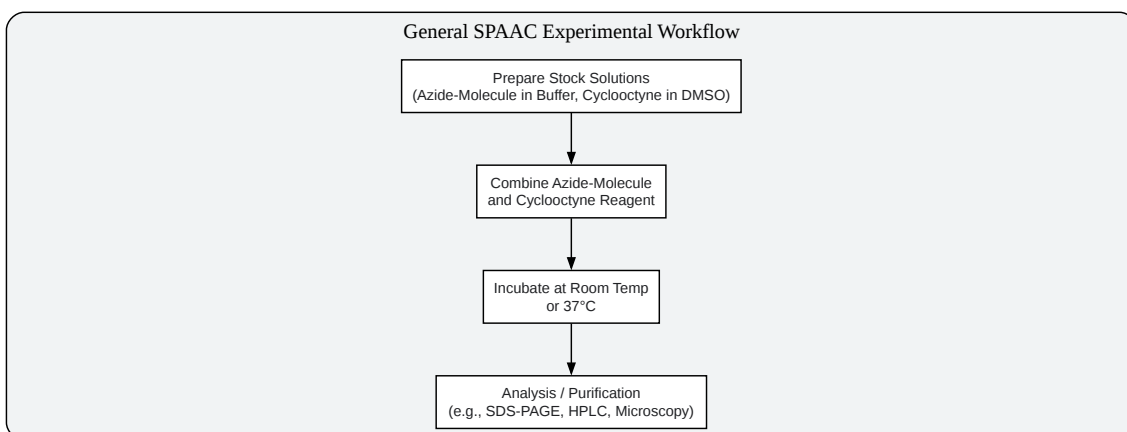 General SPAAC Experimental Workflow
Prepare Stock Solutions
(Azide-Molecule in Buffer, Cyclooctyne in DMSO)
Combine Azide-Molecule
and Cyclooctyne Reagent
Incubate at Room Temp
or 37°C
Analysis / Purification
(e.g., SDS-PAGE, HPLC, Microscopy)